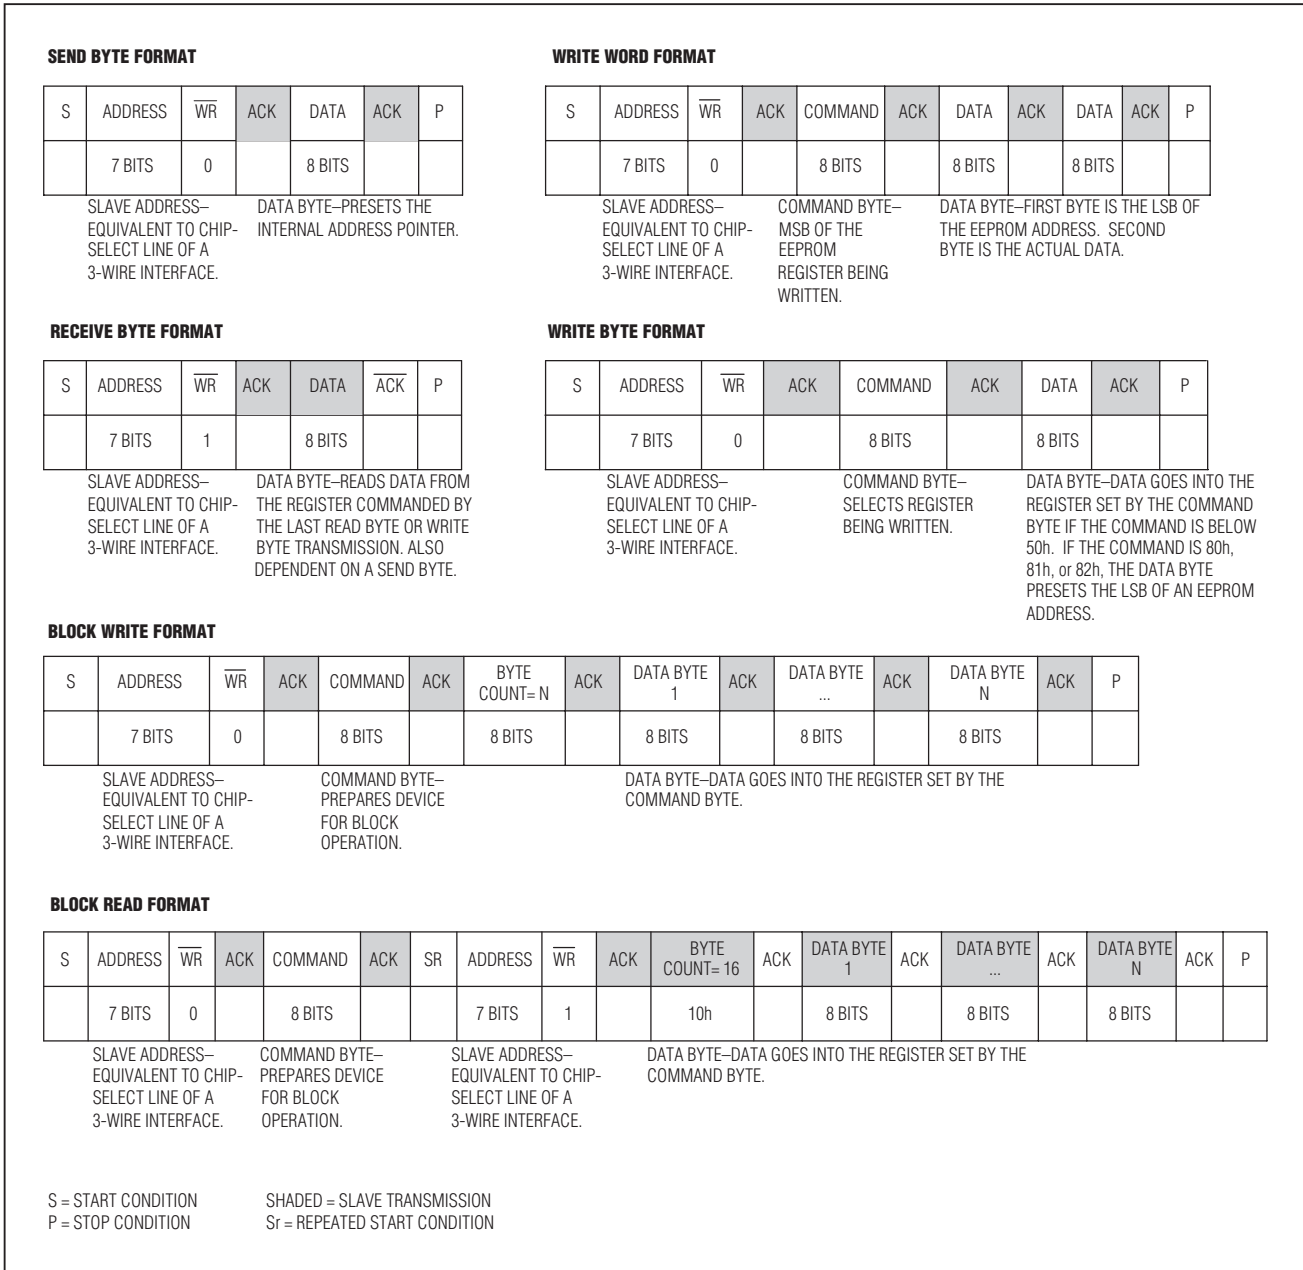 SEND BYTE FORMAT
S ADDRESS WR ACK DATA ACK P
7 BITS 0 8 BITS
SLAVE ADDRESS–
EQUIVALENT TO CHIP-
SELECT LINE OF A
3-WIRE INTERFACE.
DATA BYTE–PRESETS THE
INTERNAL ADDRESS POINTER.
WRITE WORD FORMAT
S ADDRESS WR ACK COMMAND ACK DATA ACK DATA ACK P
7 BITS 0 8 BITS 8 BITS 8 BITS
SLAVE ADDRESS–
EQUIVALENT TO CHIP-
SELECT LINE OF A
3-WIRE INTERFACE.
COMMAND BYTE–
MSB OF THE
EEPROM
REGISTER BEING
WRITTEN.
DATA BYTE–FIRST BYTE IS THE LSB OF
THE EEPROM ADDRESS. SECOND
BYTE IS THE ACTUAL DATA.
RECEIVE BYTE FORMAT
S ADDRESS WR ACK DATA ACK P
7 BITS 1 8 BITS
SLAVE ADDRESS–
EQUIVALENT TO CHIP-
SELECT LINE OF A
3-WIRE INTERFACE.
DATA BYTE–READS DATA FROM
THE REGISTER COMMANDED BY
THE LAST READ BYTE OR WRITE
BYTE TRANSMISSION. ALSO
DEPENDENT ON A SEND BYTE.
WRITE BYTE FORMAT
S ADDRESS WR ACK COMMAND ACK DATA ACK P
7 BITS 0 8 BITS 8 BITS
SLAVE ADDRESS–
EQUIVALENT TO CHIP-
SELECT LINE OF A
3-WIRE INTERFACE.
COMMAND BYTE–
SELECTS REGISTER
BEING WRITTEN.
DATA BYTE–DATA GOES INTO THE
REGISTER SET BY THE COMMAND
BYTE IF THE COMMAND IS BELOW
50h. IF THE COMMAND IS 80h,
81h, or 82h, THE DATA BYTE
PRESETS THE LSB OF AN EEPROM
ADDRESS.
BLOCK WRITE FORMAT
S ADDRESS WR ACK COMMAND ACK BYTE COUNT= N ACK DATA BYTE 1 ACK DATA BYTE ... ACK DATA BYTE N ACK P
7 BITS 0 8 BITS 8 BITS 8 BITS 8 BITS 8 BITS
SLAVE ADDRESS–
EQUIVALENT TO CHIP-
SELECT LINE OF A
3-WIRE INTERFACE.
COMMAND BYTE–
PREPARES DEVICE
FOR BLOCK
OPERATION.
DATA BYTE–DATA GOES INTO THE REGISTER SET BY THE
COMMAND BYTE.
BLOCK READ FORMAT
S ADDRESS WR ACK COMMAND ACK SR ADDRESS WR ACK BYTE COUNT= 16 ACK DATA BYTE 1 ACK DATA BYTE ... ACK DATA BYTE N ACK P
7 BITS 0 8 BITS 7 BITS 1 10h 8 BITS 8 BITS 8 BITS
SLAVE ADDRESS–
EQUIVALENT TO CHIP-
SELECT LINE OF A
3-WIRE INTERFACE.
COMMAND BYTE–
PREPARES DEVICE
FOR BLOCK
OPERATION.
SLAVE ADDRESS–
EQUIVALENT TO CHIP-
SELECT LINE OF A
3-WIRE INTERFACE.
DATA BYTE–DATA GOES INTO THE REGISTER SET BY THE
COMMAND BYTE.
S = START CONDITION
P = STOP CONDITION
SHADED = SLAVE TRANSMISSION
Sr = REPEATED START CONDITION